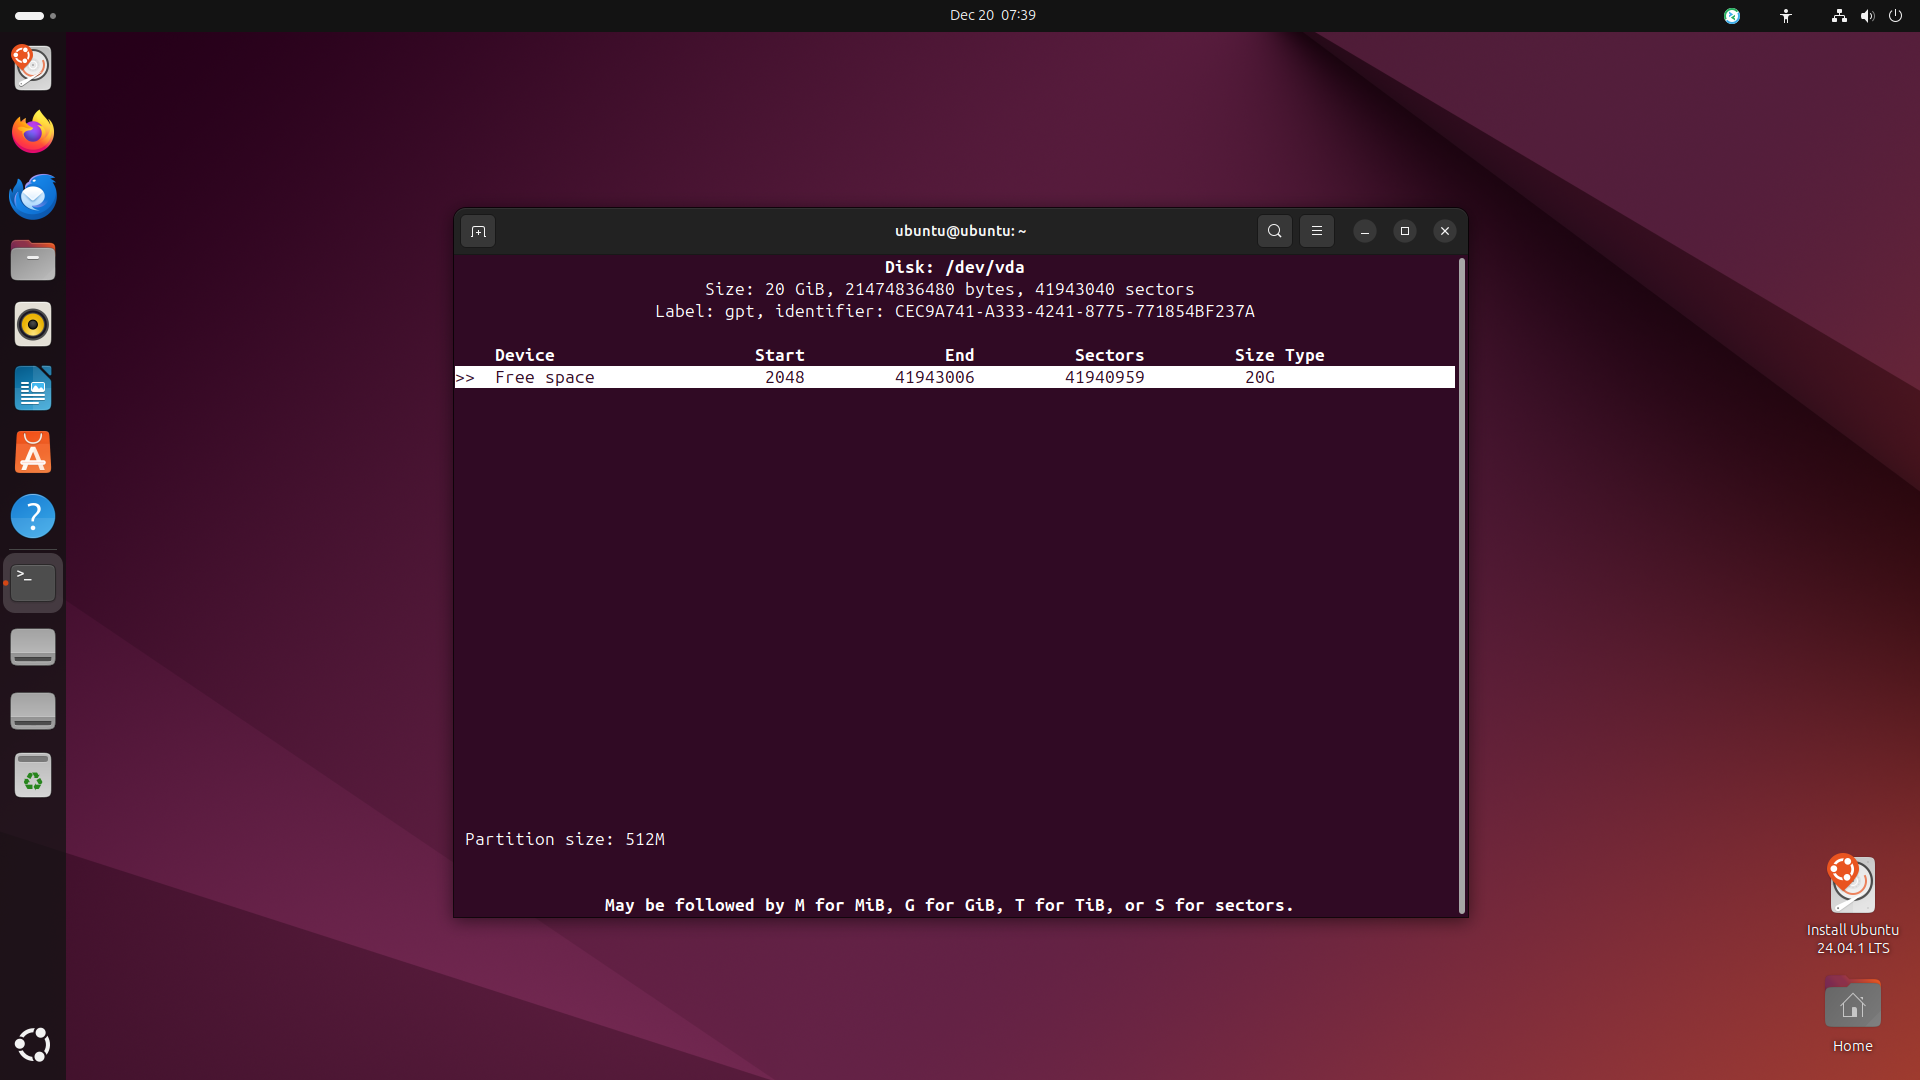 Dec 20 07:39
ubuntu@ubuntu: ~
Disk: /dev/vda
Size: 20 GiB, 21474836480 bytes, 41943040 sectors
Label: gpt, identifier: CEC9A741-A333-4241-8775-771854BF237A
Device Start End Sectors Size Type
>> Free space 2048 41943006 41940959 20G
>_
Partition size: 512M
May be followed by M for MiB, G for GiB, T for TiB, or S for sectors.
Install Ubuntu
24.04.1 LTS
Home